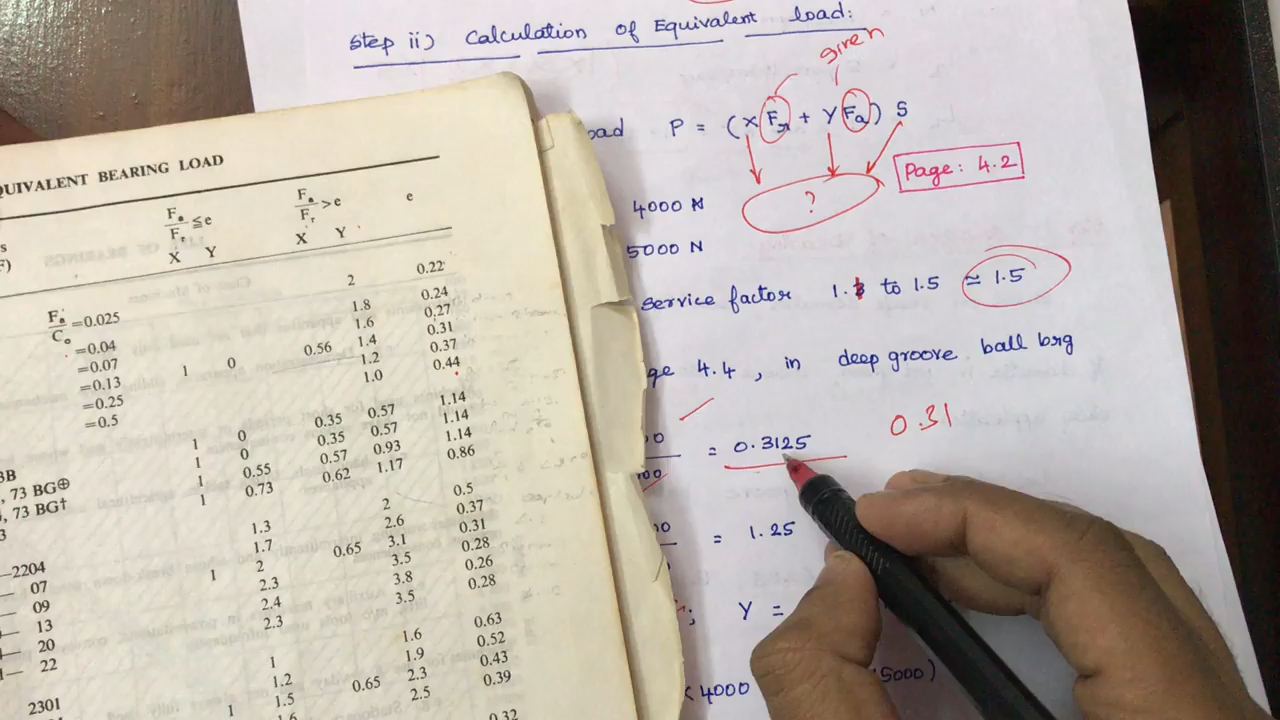 Step ii) Calculation of Equivalent load:
given
oad P = (X Fr + Y Fa) S
Page: 4.2
?
4000 N
5000 N
service factor 1.1 to 1.5 ≃ 1.5
ge 4.4, in deep groove ball brg
00
00
= 0.3125
0.31
= 1.25
; Y =
× 4000
5000)
QUIVALENT BEARING LOAD
Fa/Fr ≦ e Fa/Fr > e e
X Y X Y
s
F)
Fa/Co =0.025 2 0.22
=0.04 1.8 0.24
=0.07 1.6 0.27
=0.13 1 0 0.56 1.4 0.31
=0.25 1.2 0.37
=0.5 1.0 0.44
1 0 0.35 0.57 1.14
BB 1 0 0.35 0.57 1.14
, 73 BG⊕ 1 0.55 0.57 0.93 1.14
, 73 BG† 1 0.73 0.62 1.17 0.86
3
—2204 1.3 2 0.5
— 07 1.7 2.6 0.37
— 09 1 2 0.65 3.1 0.31
— 13 2.3 3.5 0.28
— 20 2.4 3.8 0.26
— 22 2.3 3.5 0.28
2301 1 1.6 0.63
1.2 1.9 0.52
1 1.5 0.65 2.3 0.43
1.6 2.5 0.39
0.32